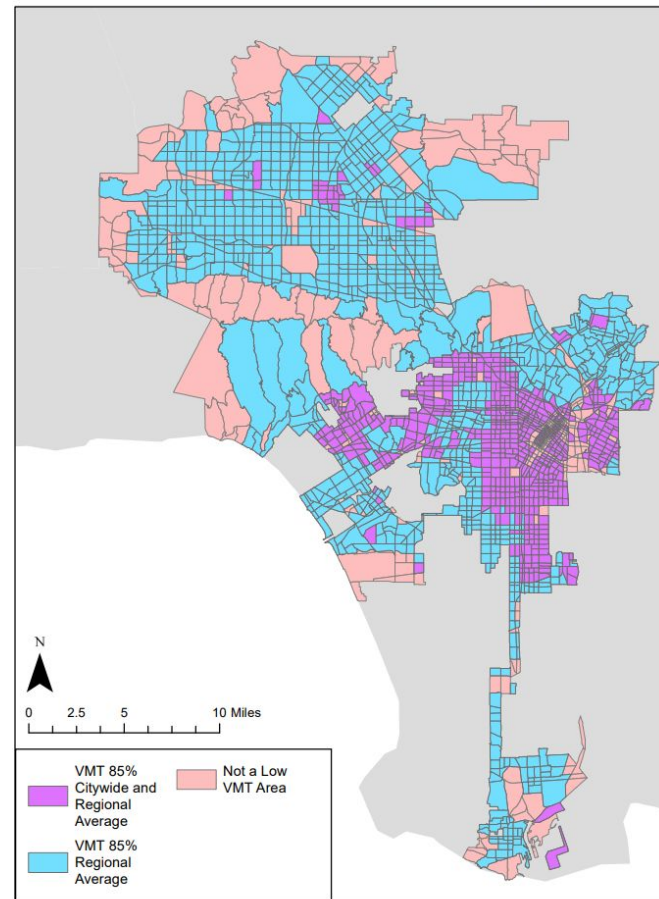 N
0 2.5 5 10 Miles
VMT 85%
Citywide and
Regional
Average
Not a Low
VMT Area
VMT 85%
Regional
Average